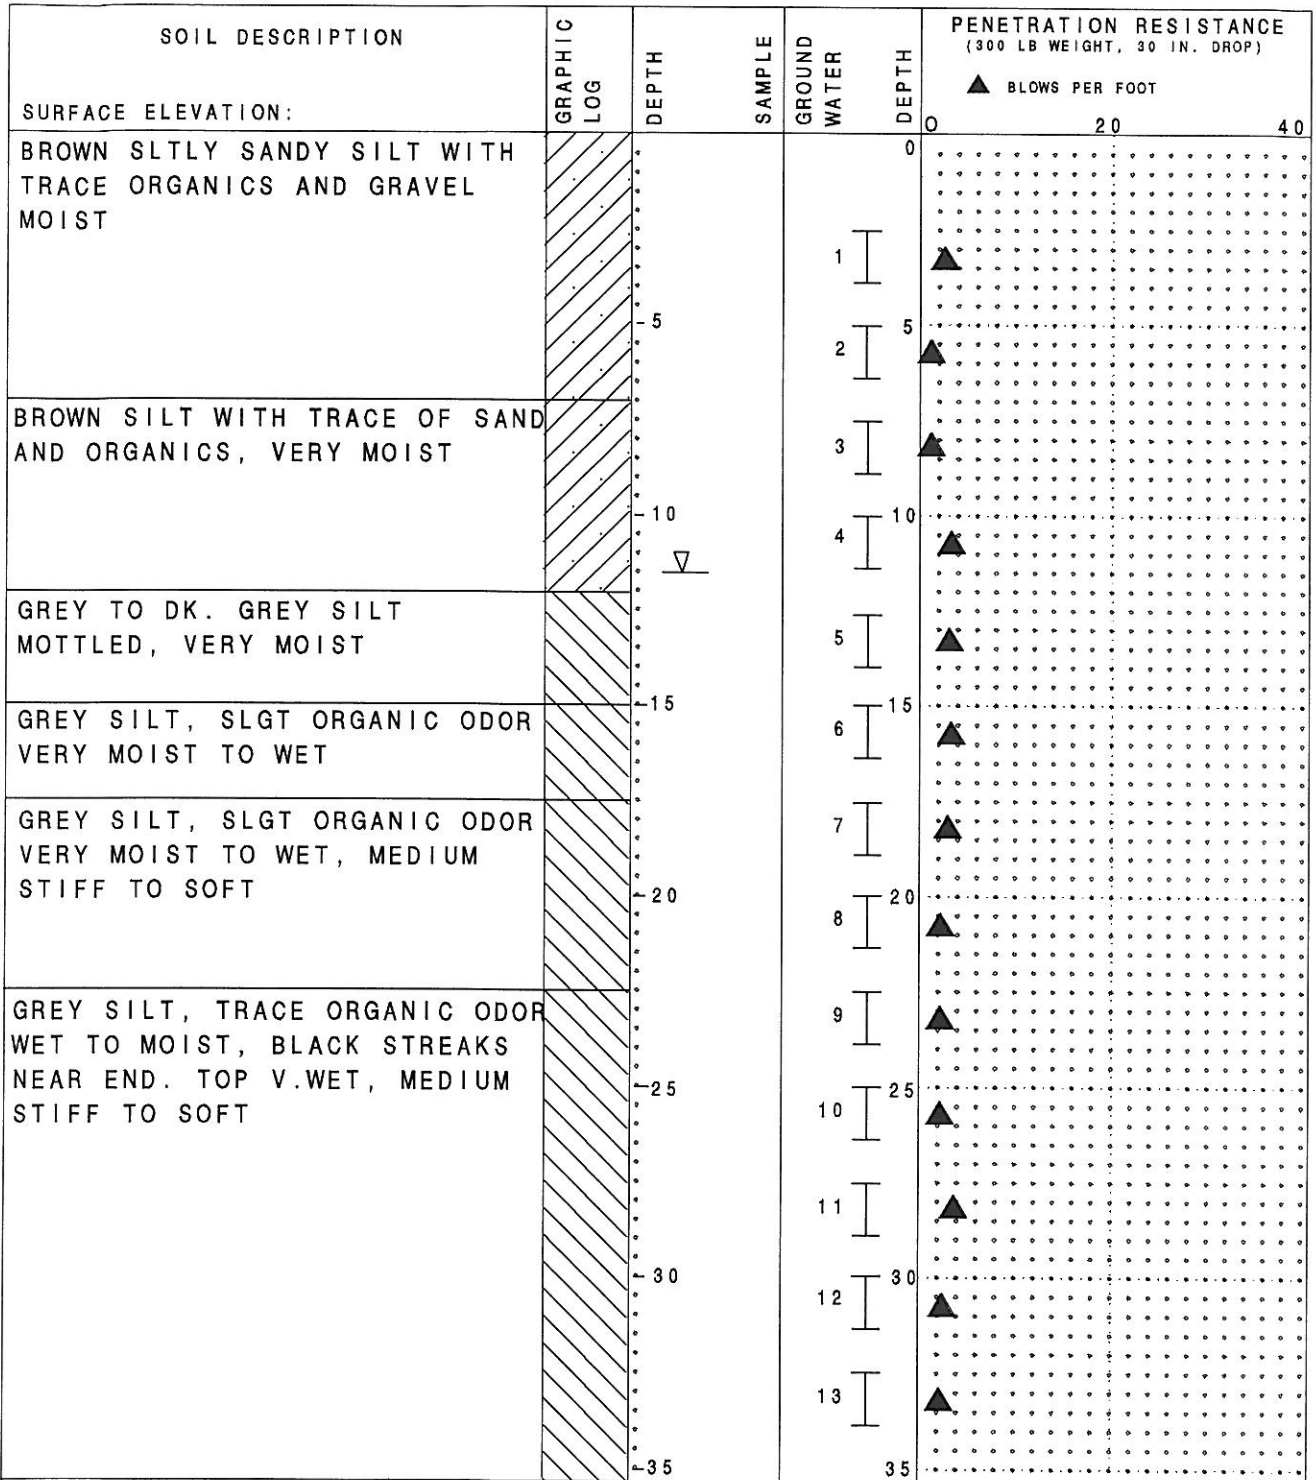 SOIL DESCRIPTION
SURFACE ELEVATION:
GRAPHIC
LOG
DEPTH
SAMPLE
GROUND
WATER
DEPTH
PENETRATION RESISTANCE
(300 LB WEIGHT, 30 IN. DROP)
▲ BLOWS PER FOOT
0 20 40
BROWN SLTLY SANDY SILT WITH
TRACE ORGANICS AND GRAVEL
MOIST
BROWN SILT WITH TRACE OF SAND
AND ORGANICS, VERY MOIST
GREY TO DK. GREY SILT
MOTTLED, VERY MOIST
GREY SILT, SLGT ORGANIC ODOR
VERY MOIST TO WET
GREY SILT, SLGT ORGANIC ODOR
VERY MOIST TO WET, MEDIUM
STIFF TO SOFT
GREY SILT, TRACE ORGANIC ODOR
WET TO MOIST, BLACK STREAKS
NEAR END. TOP V.WET, MEDIUM
STIFF TO SOFT
5
10
15
20
25
30
35
1
2
3
4
5
6
7
8
9
10
11
12
13
0
5
10
15
20
25
30
35